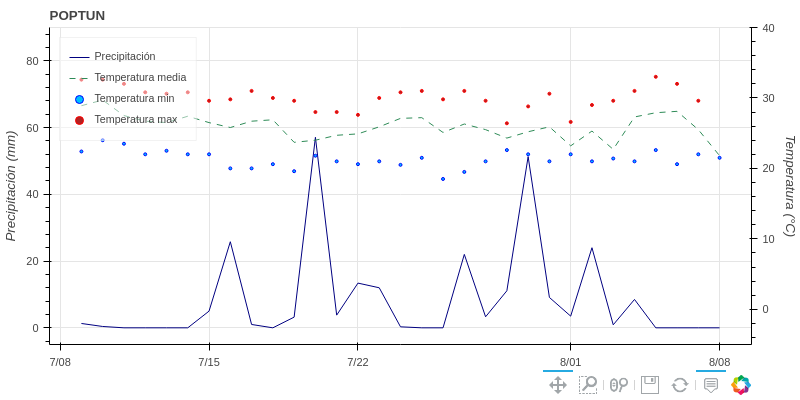 POPTUN
Precipitación
Temperatura media
Temperatura min
Temperatura max
Precipitación (mm)
80
60
40
20
0
40
30
20
10
0
Temperatura (°C)
7/08
7/15
7/22
8/01
8/08